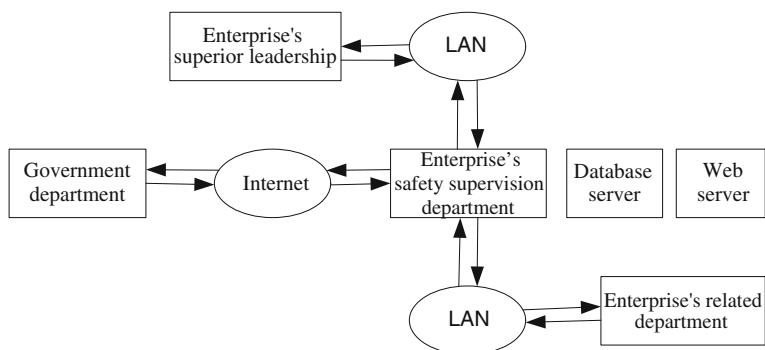 Enterprise's
superior leadership
LAN
Government
department
Internet
Enterprise’s
safety supervision
department
Database
server
Web
server
LAN
Enterprise's related
department